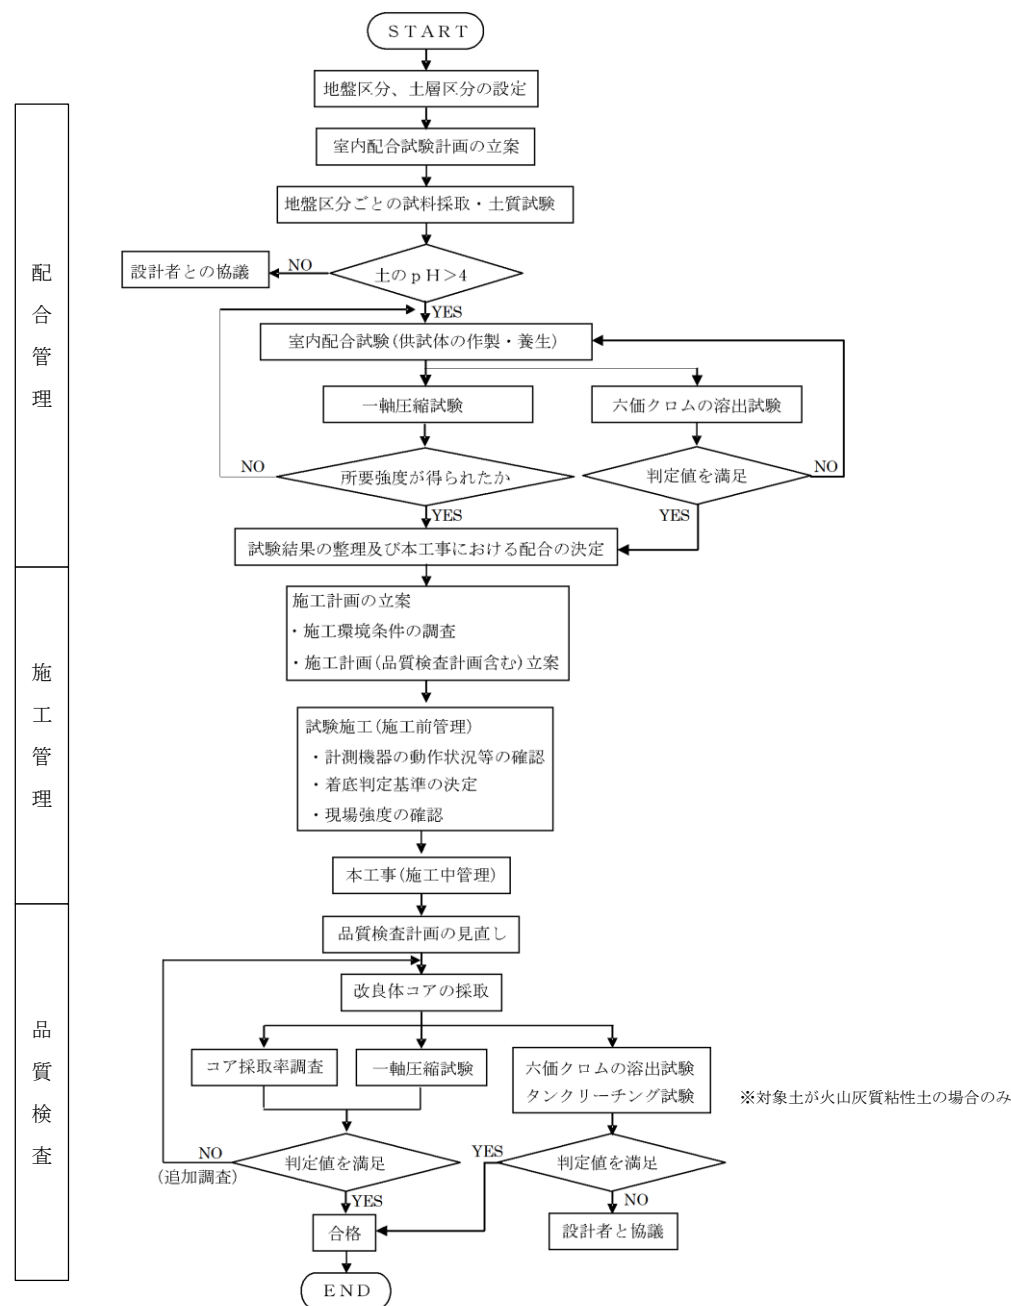 ＳＴＡＲＴ
地盤区分、土層区分の設定
室内配合試験計画の立案
地盤区分ごとの試料採取・土質試験
設計者との協議
NO
土のｐＨ＞4
YES
配合管理
室内配合試験(供試体の作製・養生)
一軸圧縮試験
六価クロムの溶出試験
NO
所要強度が得られたか
判定値を満足
NO
YES
YES
試験結果の整理及び本工事における配合の決定
施工管理
施工計画の立案
・施工環境条件の調査
・施工計画(品質検査計画含む)立案
試験施工(施工前管理)
・計測機器の動作状況等の確認
・着底判定基準の決定
・現場強度の確認
本工事(施工中管理)
品質検査
品質検査計画の見直し
改良体コアの採取
コア採取率調査
一軸圧縮試験
六価クロムの溶出試験
タンクリーチング試験
※対象土が火山灰質粘性土の場合のみ
NO
(追加調査)
判定値を満足
YES
判定値を満足
YES
NO
合格
設計者と協議
ＥＮＤ